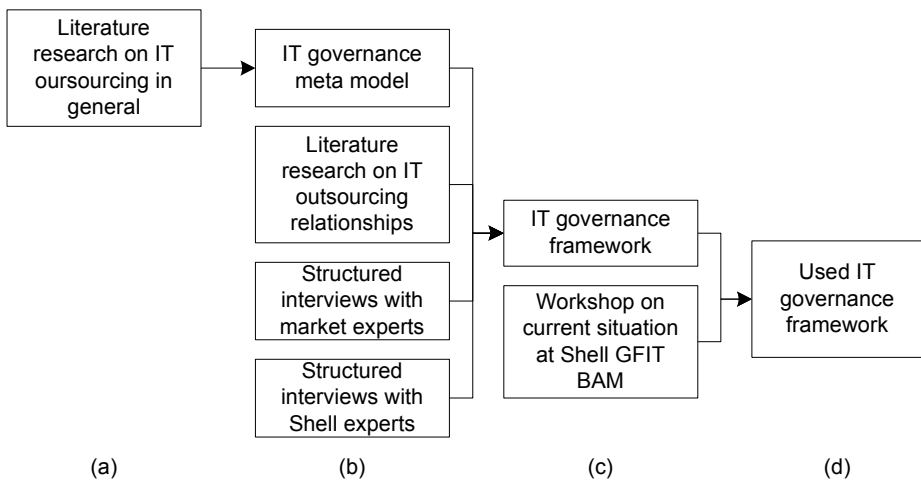 Literature
research on IT
oursourcing in
general
IT governance
meta model
Literature
research on IT
outsourcing
relationships
Structured
interviews with
market experts
Structured
interviews with
Shell experts
IT governance
framework
Workshop on
current situation
at Shell GFIT
BAM
Used IT
governance
framework
(a)
(b)
(c)
(d)